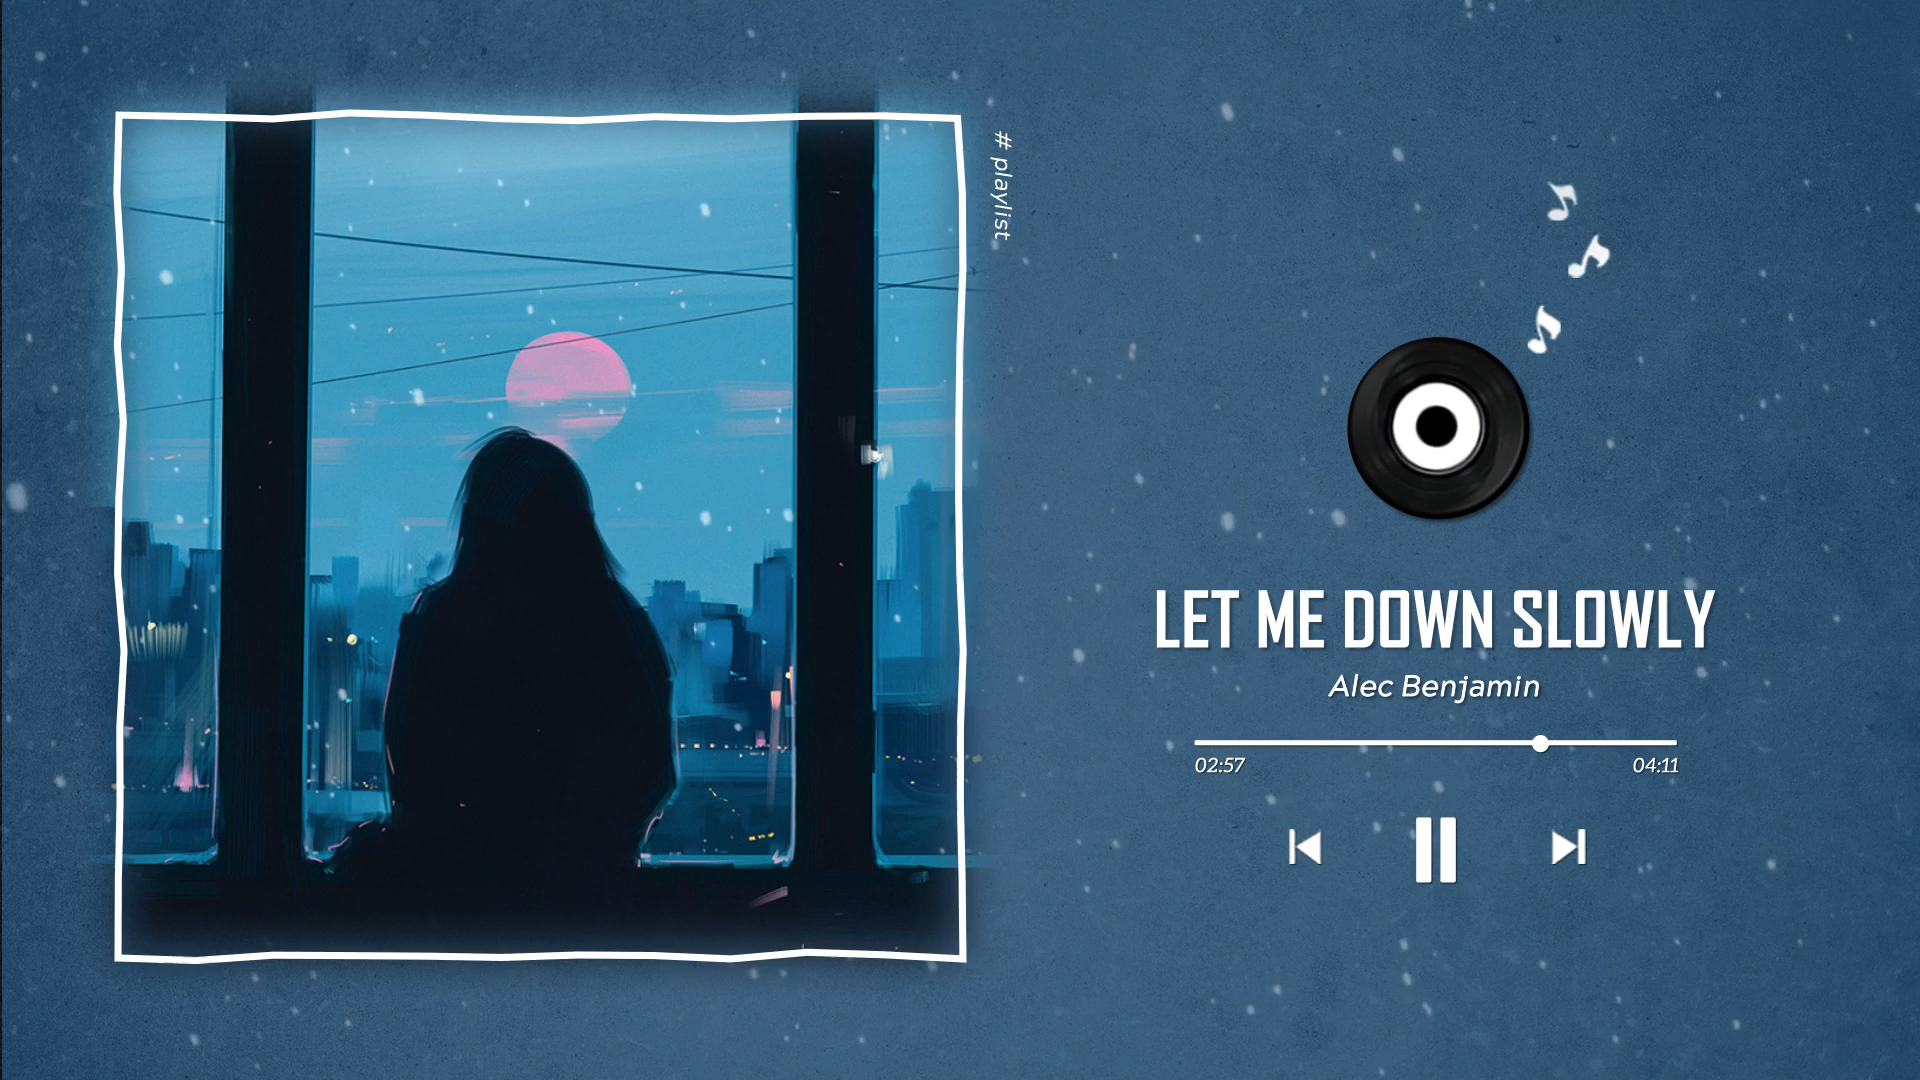 # playlist
LET ME DOWN SLOWLY
Alec Benjamin
02:57
04:11